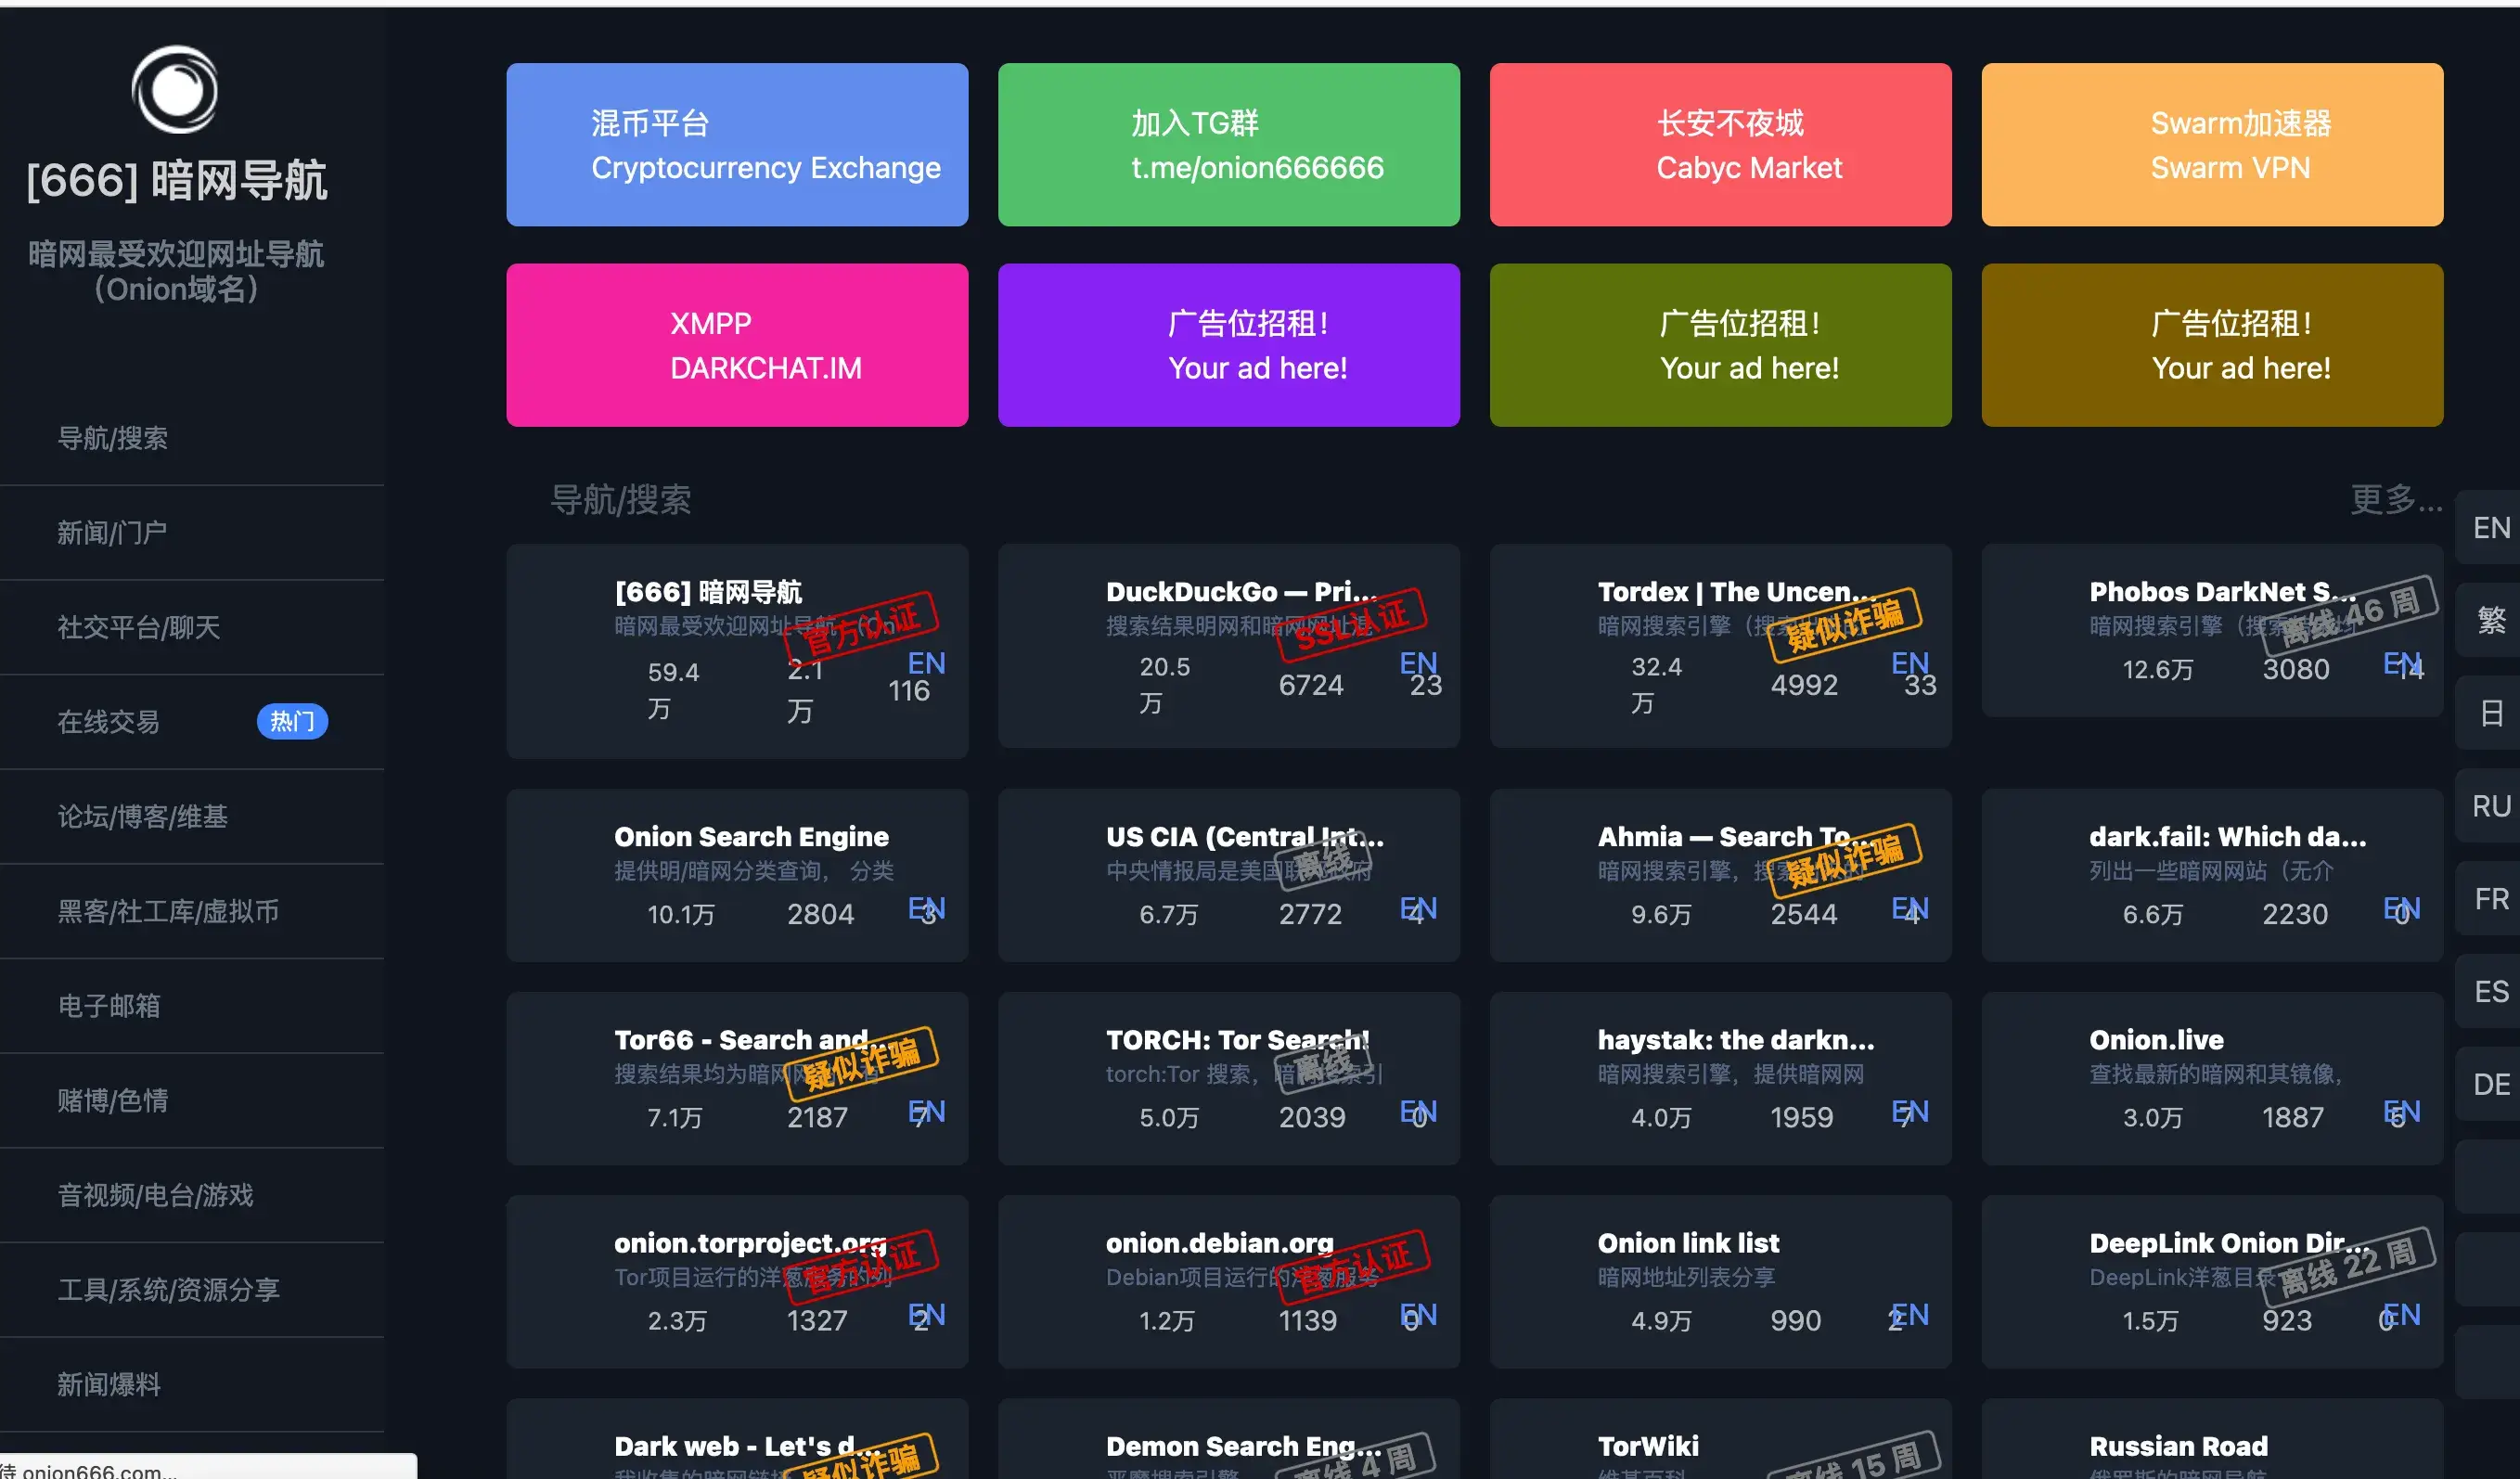 [666] 暗网导航
暗网最受欢迎网址导航
（Onion域名）
导航/搜索
新闻/门户
社交平台/聊天
在线交易
热门
论坛/博客/维基
黑客/社工库/虚拟币
电子邮箱
赌博/色情
音视频/电台/游戏
工具/系统/资源分享
新闻爆料
待 onion666.com...
混币平台
Cryptocurrency Exchange
加入TG群
t.me/onion666666
长安不夜城
Cabyc Market
Swarm加速器
Swarm VPN
XMPP
DARKCHAT.IM
广告位招租！
Your ad here!
广告位招租！
Your ad here!
广告位招租！
Your ad here!
导航/搜索
更多...
[666] 暗网导航
暗网最受欢迎网址导航（On
官方认证
EN
59.4
万
2.1
万
116
DuckDuckGo — Pri...
搜索结果明网和暗网网址混
SSL认证
EN
20.5
万
6724
23
Tordex | The Uncen...
暗网搜索引擎（搜索
疑似诈骗
EN
32.4
万
4992
33
Phobos DarkNet S...
暗网搜索引擎（搜索
离线 46 周
EN
12.6万
3080
14
Onion Search Engine
提供明/暗网分类查询， 分类
EN
10.1万
2804
3
US CIA (Central Int...
中央情报局是美国联邦政府
离线
EN
6.7万
2772
4
Ahmia — Search To...
暗网搜索引擎，搜索
疑似诈骗
EN
9.6万
2544
4
dark.fail: Which da...
列出一些暗网网站（无介
EN
6.6万
2230
0
Tor66 - Search and...
搜索结果均为暗网网
疑似诈骗
EN
7.1万
2187
7
TORCH: Tor Search!
torch:Tor 搜索，暗网搜索引
离线
EN
5.0万
2039
0
haystak: the darkn...
暗网搜索引擎，提供暗网网
EN
4.0万
1959
7
Onion.live
查找最新的暗网和其镜像，
EN
3.0万
1887
5
onion.torproject.org
Tor项目运行的洋葱服务的列
官方认证
EN
2.3万
1327
2
onion.debian.org
Debian项目运行的洋葱服务
官方认证
EN
1.2万
1139
0
Onion link list
暗网地址列表分享
EN
4.9万
990
2
DeepLink Onion Dir...
DeepLink洋葱目录
离线 22 周
EN
1.5万
923
0
Dark web - Let's d...
我收集的暗网链接
疑似诈骗
Demon Search Eng...
恶魔搜索引擎
离线 4 周
TorWiki
维基百科
离线 15 周
Russian Road
俄罗斯的暗网导航
EN
繁
日
RU
FR
ES
DE